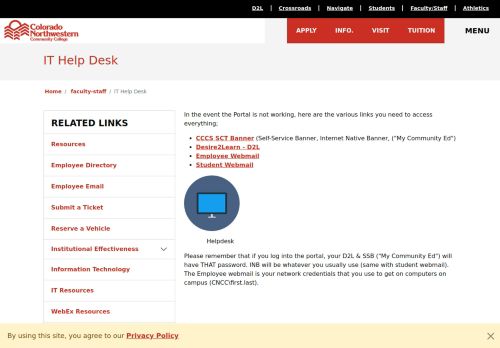 D2L | Crossroads | Navigate | Students | Faculty/Staff | Athletics
Colorado
Northwestern
Community College
APPLY INFO. VISIT TUITION MENU
IT Help Desk
Home / faculty-staff / IT Help Desk
RELATED LINKS
Resources
Employee Directory
Employee Email
Submit a Ticket
Reserve a Vehicle
Institutional Effectiveness
Information Technology
IT Resources
WebEx Resources
In the event the Portal is not working, here are the various links you need to access
everything;
• CCCS SCT Banner (Self-Service Banner, Internet Native Banner, ("My Community Ed")
• Desire2Learn - D2L
• Employee Webmail
• Student Webmail
Helpdesk
Please remember that if you log into the portal, your D2L & SSB ("My Community Ed") will
have THAT password. INB will be whatever you usually use (same with student webmail).
The Employee webmail is your network credentials that you use to get on computers on
campus (CNCC\first.last).
By using this site, you agree to our Privacy Policy